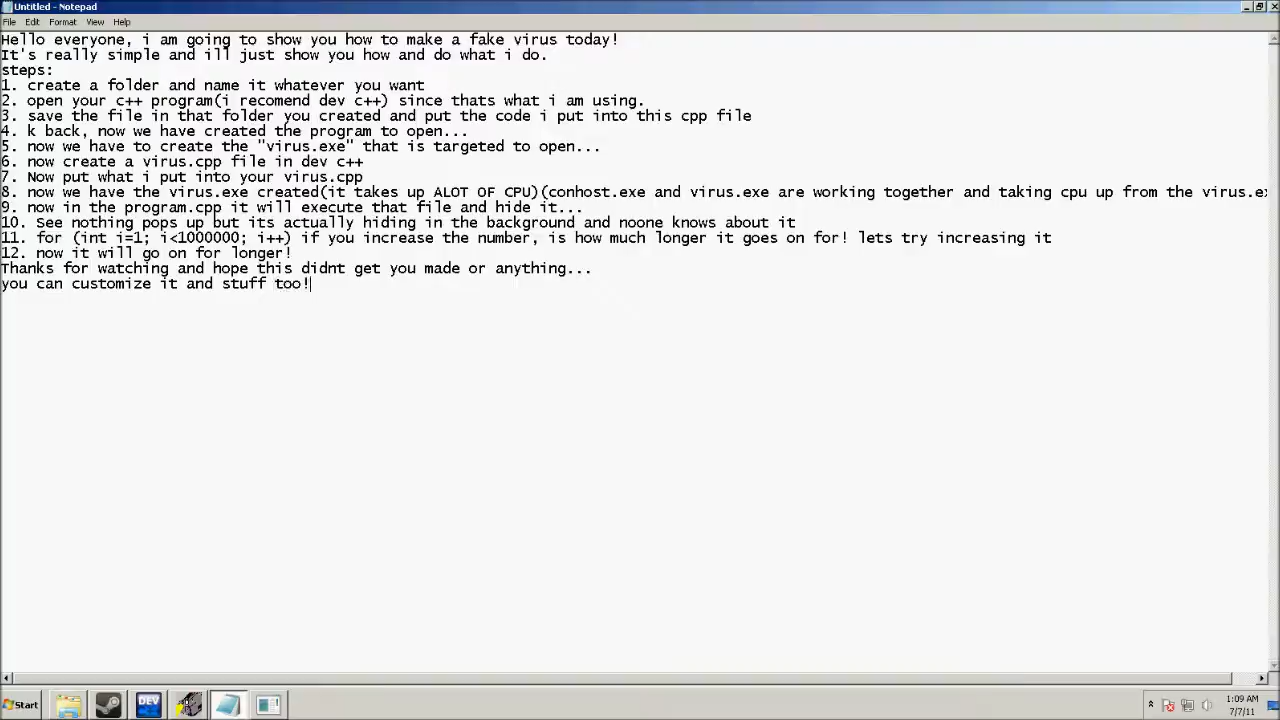 Untitled - Notepad
File Edit Format View Help
Hello everyone, i am going to show you how to make a fake virus today!
It's really simple and ill just show you how and do what i do.
steps:
1. create a folder and name it whatever you want
2. open your c++ program(i recomend dev c++) since thats what i am using.
3. save the file in that folder you created and put the code i put into this cpp file
4. k back, now we have created the program to open...
5. now we have to create the "virus.exe" that is targeted to open...
6. now create a virus.cpp file in dev c++
7. Now put what i put into your virus.cpp
8. now we have the virus.exe created(it takes up ALOT OF CPU)(conhost.exe and virus.exe are working together and taking cpu up from the virus.ex
9. now in the program.cpp it will execute that file and hide it...
10. See nothing pops up but its actually hiding in the background and noone knows about it
11. for (int i=1; i<1000000; i++) if you increase the number, is how much longer it goes on for! lets try increasing it
12. now it will go on for longer!
Thanks for watching and hope this didnt get you made or anything...
you can customize it and stuff too!
Start
DEV
1:09 AM
7/7/11